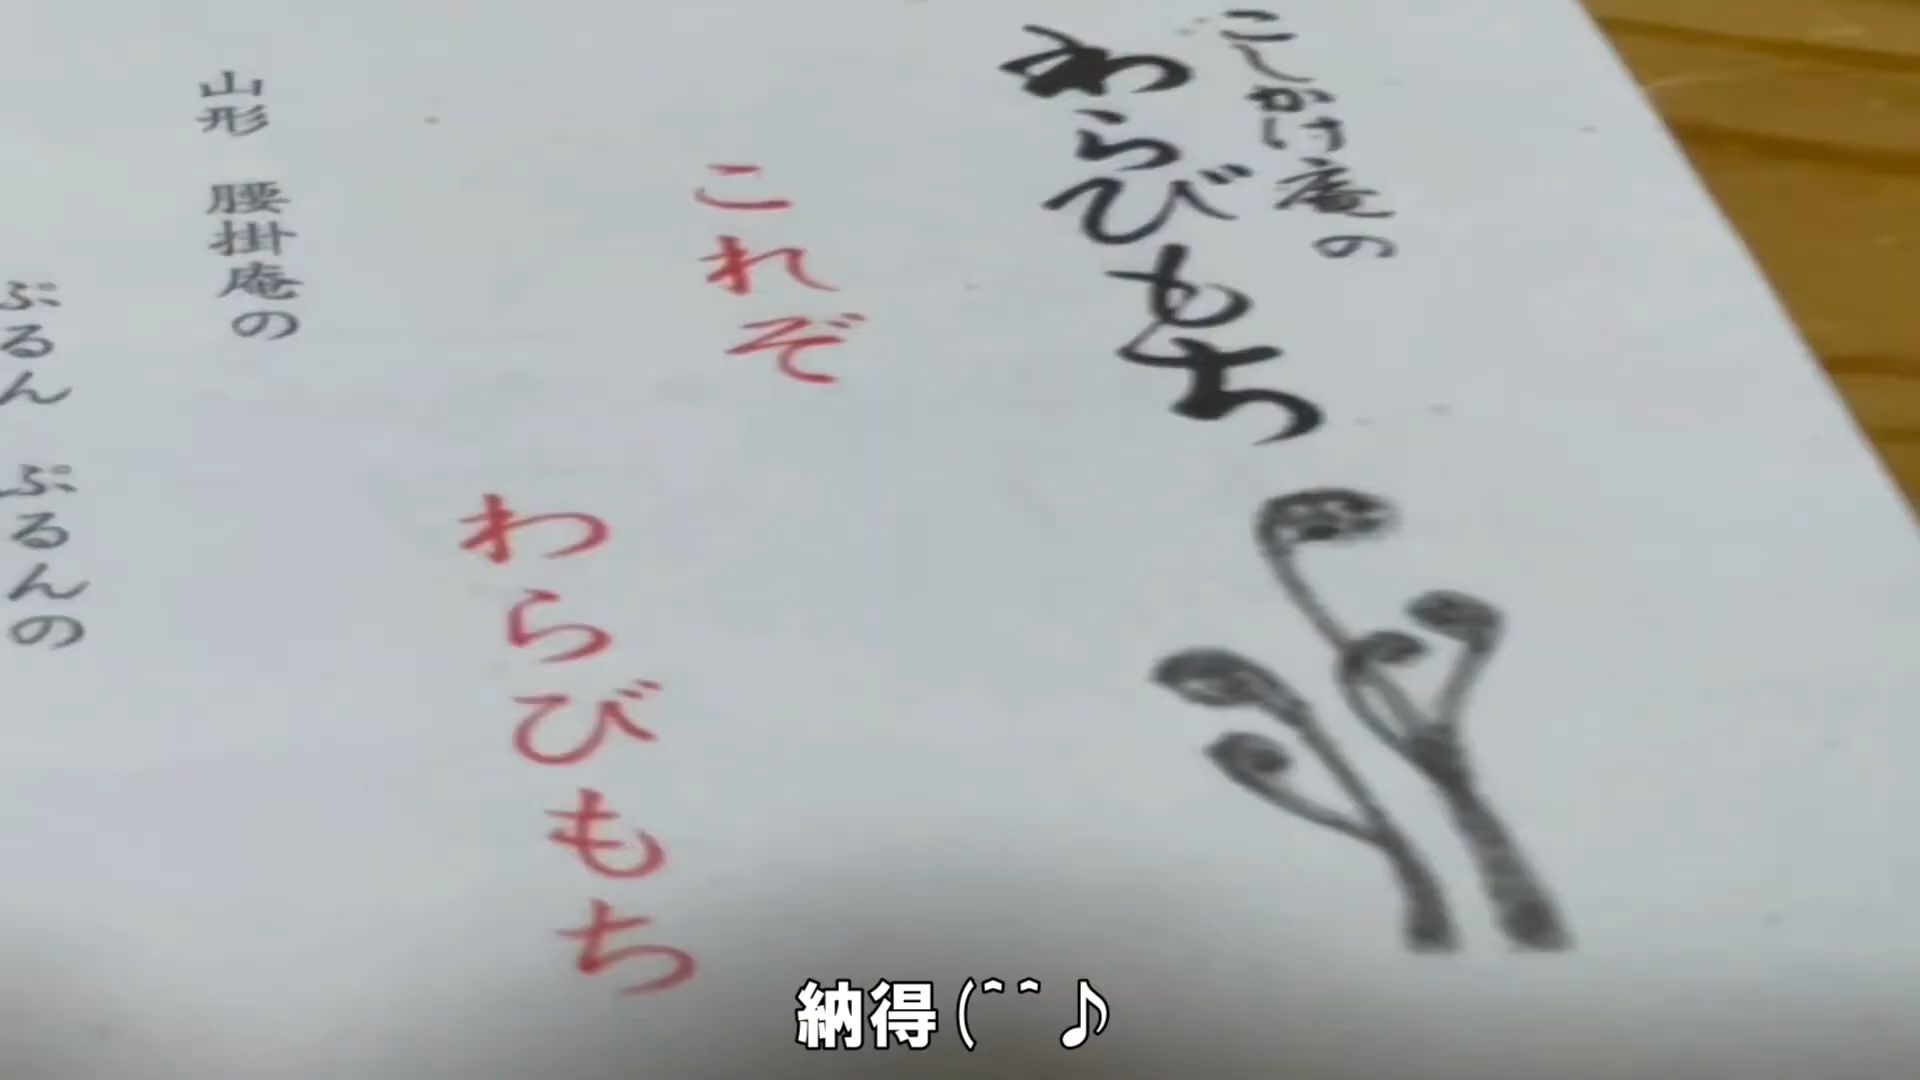 こしかけ庵の
わらびもち
これぞ
わらびもち
山形 腰掛庵の
ぷるん ぷるんの
納得(^^♪